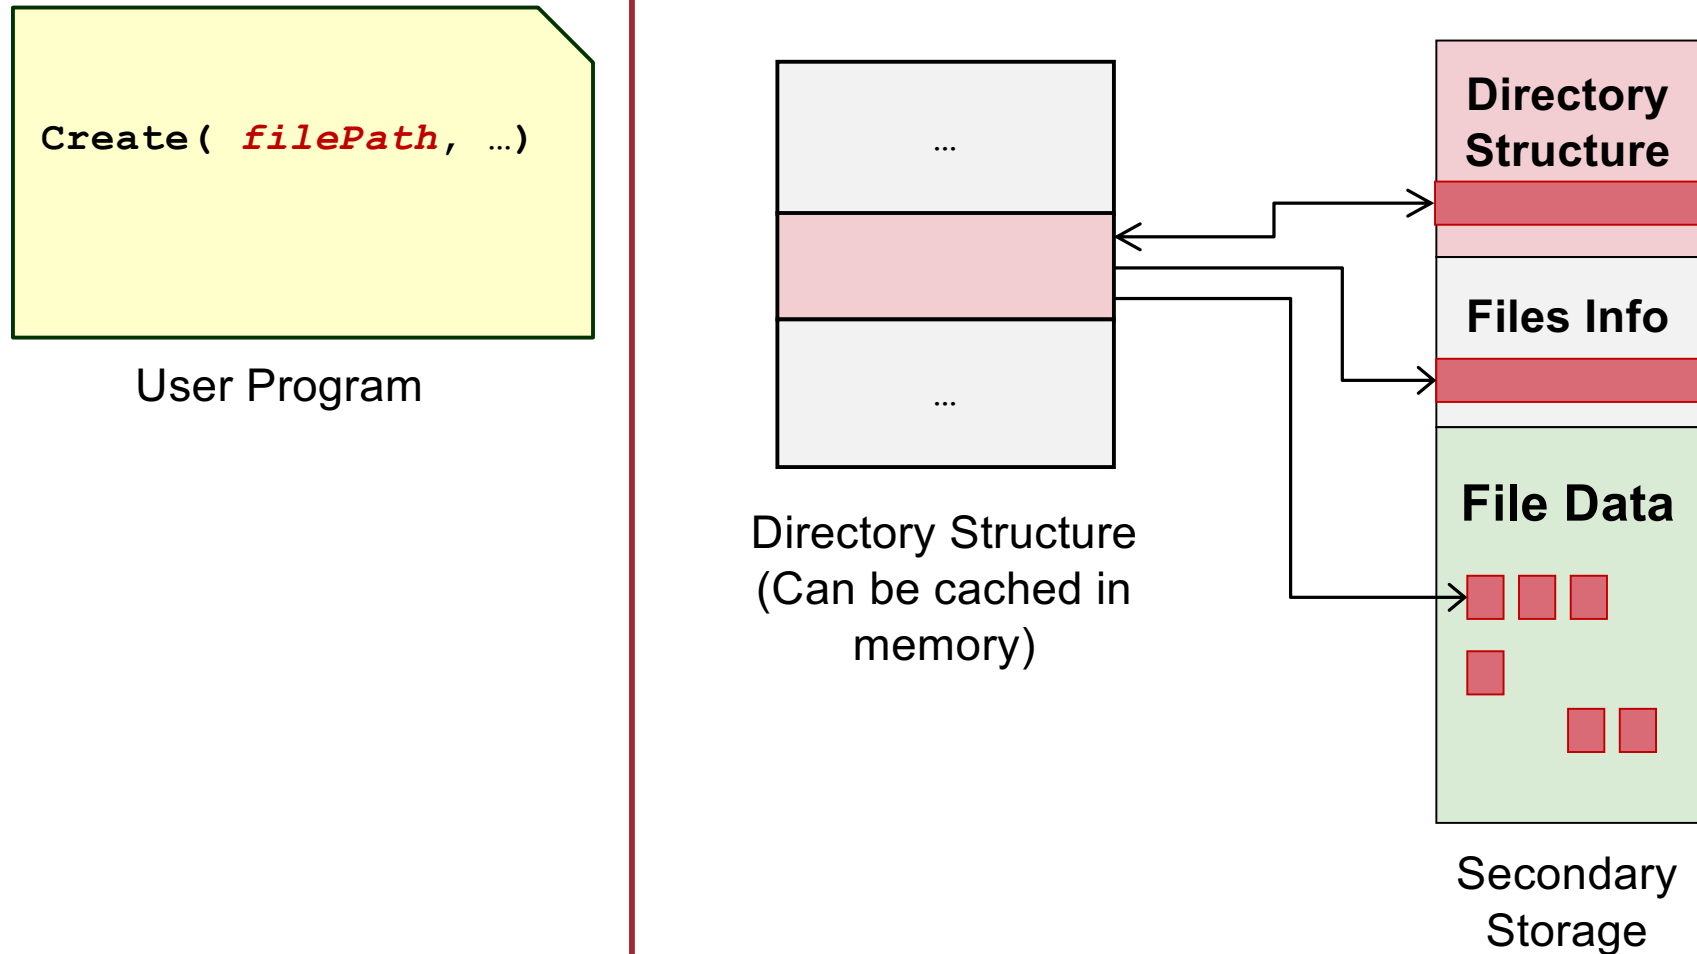 Create( filePath, …)
User Program
…
…
Directory Structure
(Can be cached in
memory)
Directory
Structure
Files Info
File Data
Secondary
Storage